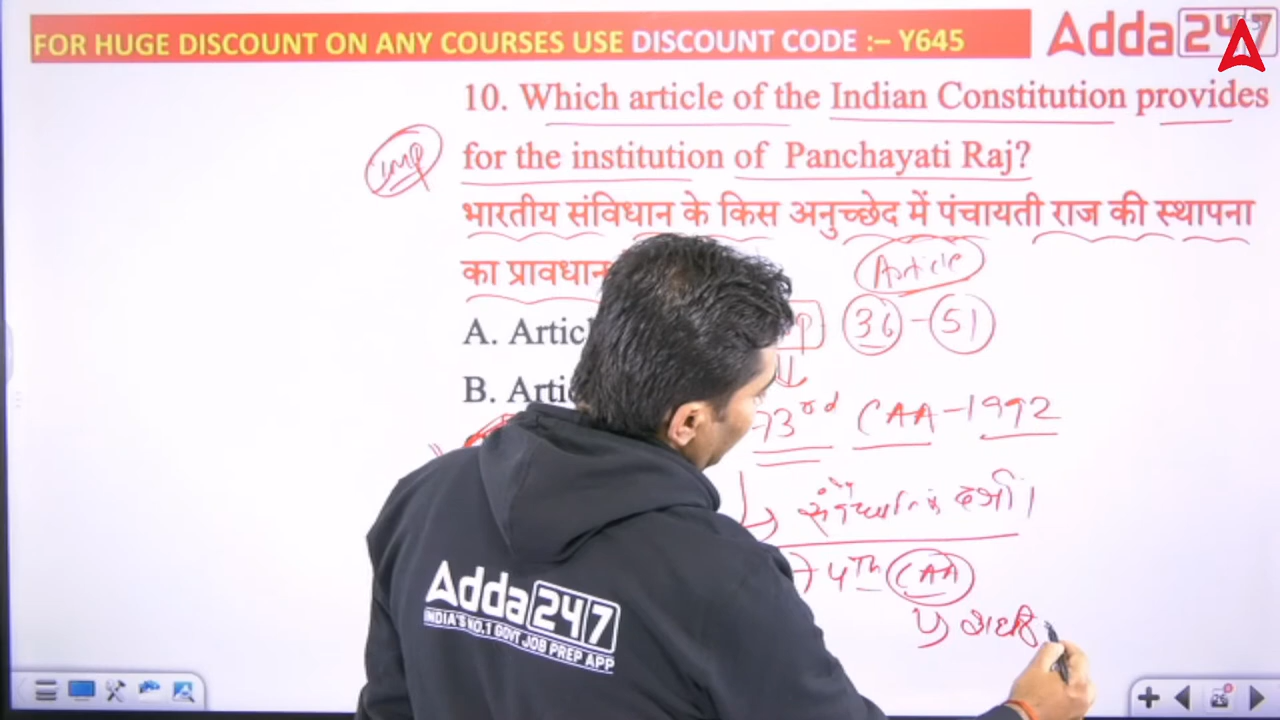 FOR HUGE DISCOUNT ON ANY COURSES USE DISCOUNT CODE :– Y645
Adda247
10. Which article of the Indian Constitution provides
Imp
for the institution of Panchayati Raj?
भारतीय संविधान के किस अनुच्छेद में पंचायती राज की स्थापना
का प्रावधान
Article
A. Artic
36 – 51
B. Artic
73rd CAA – 1992
74Th CAA
Adda247
INDIA'S NO.1 GOVT JOB PREP APP
26